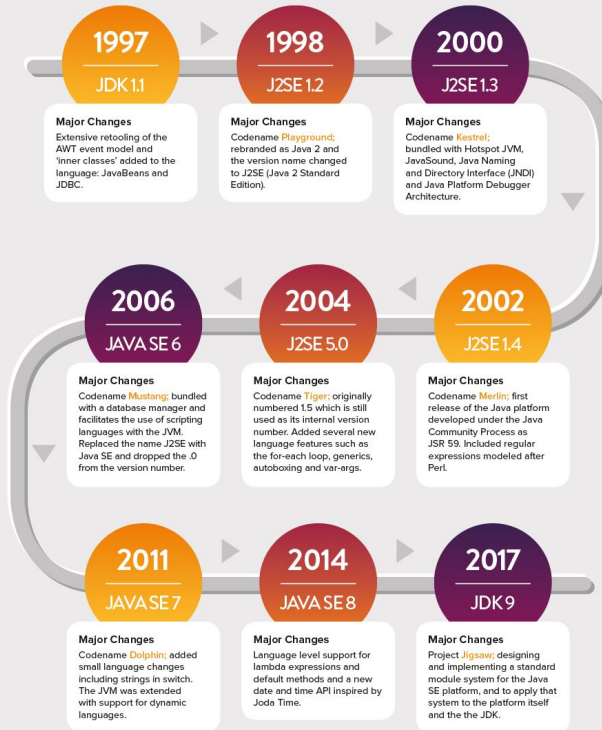 1997
JDK 1.1
Major Changes
Extensive retooling of the
AWT event model and
‘inner classes’ added to the
language: JavaBeans and
JDBC.
1998
J2SE 1.2
Major Changes
Codename Playground;
rebranded as Java 2 and
the version name changed
to J2SE (Java 2 Standard
Edition).
2000
J2SE 1.3
Major Changes
Codename Kestrel;
bundled with Hotspot JVM,
JavaSound, Java Naming
and Directory Interface (JNDI)
and Java Platform Debugger
Architecture.
2006
JAVA SE 6
Major Changes
Codename Mustang; bundled
with a database manager and
facilitates the use of scripting
languages with the JVM.
Replaced the name J2SE with
Java SE and dropped the .0
from the version number.
2004
J2SE 5.0
Major Changes
Codename Tiger; originally
numbered 1.5 which is still
used as its internal version
number. Added several new
language features such as
the for-each loop, generics,
autoboxing and var-args.
2002
J2SE 1.4
Major Changes
Codename Merlin; first
release of the Java platform
developed under the Java
Community Process as
JSR 59. Included regular
expressions modeled after
Perl.
2011
JAVA SE 7
Major Changes
Codename Dolphin; added
small language changes
including strings in switch.
The JVM was extended
with support for dynamic
languages.
2014
JAVA SE 8
Major Changes
Language level support for
lambda expressions and
default methods and a new
date and time API inspired by
Joda Time.
2017
JDK 9
Major Changes
Project Jigsaw; designing
and implementing a standard
module system for the Java
SE platform, and to apply that
system to the platform itself
and the the JDK.